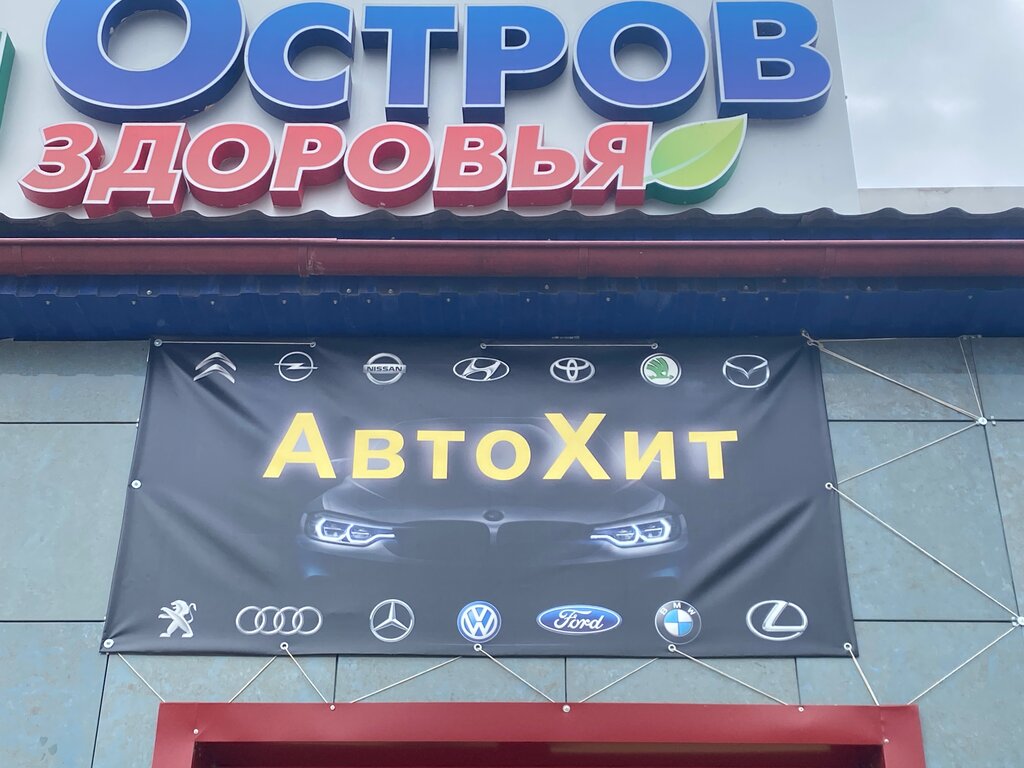 Остров
здоровья
NISSAN
АвтоХит
Ford
BMW